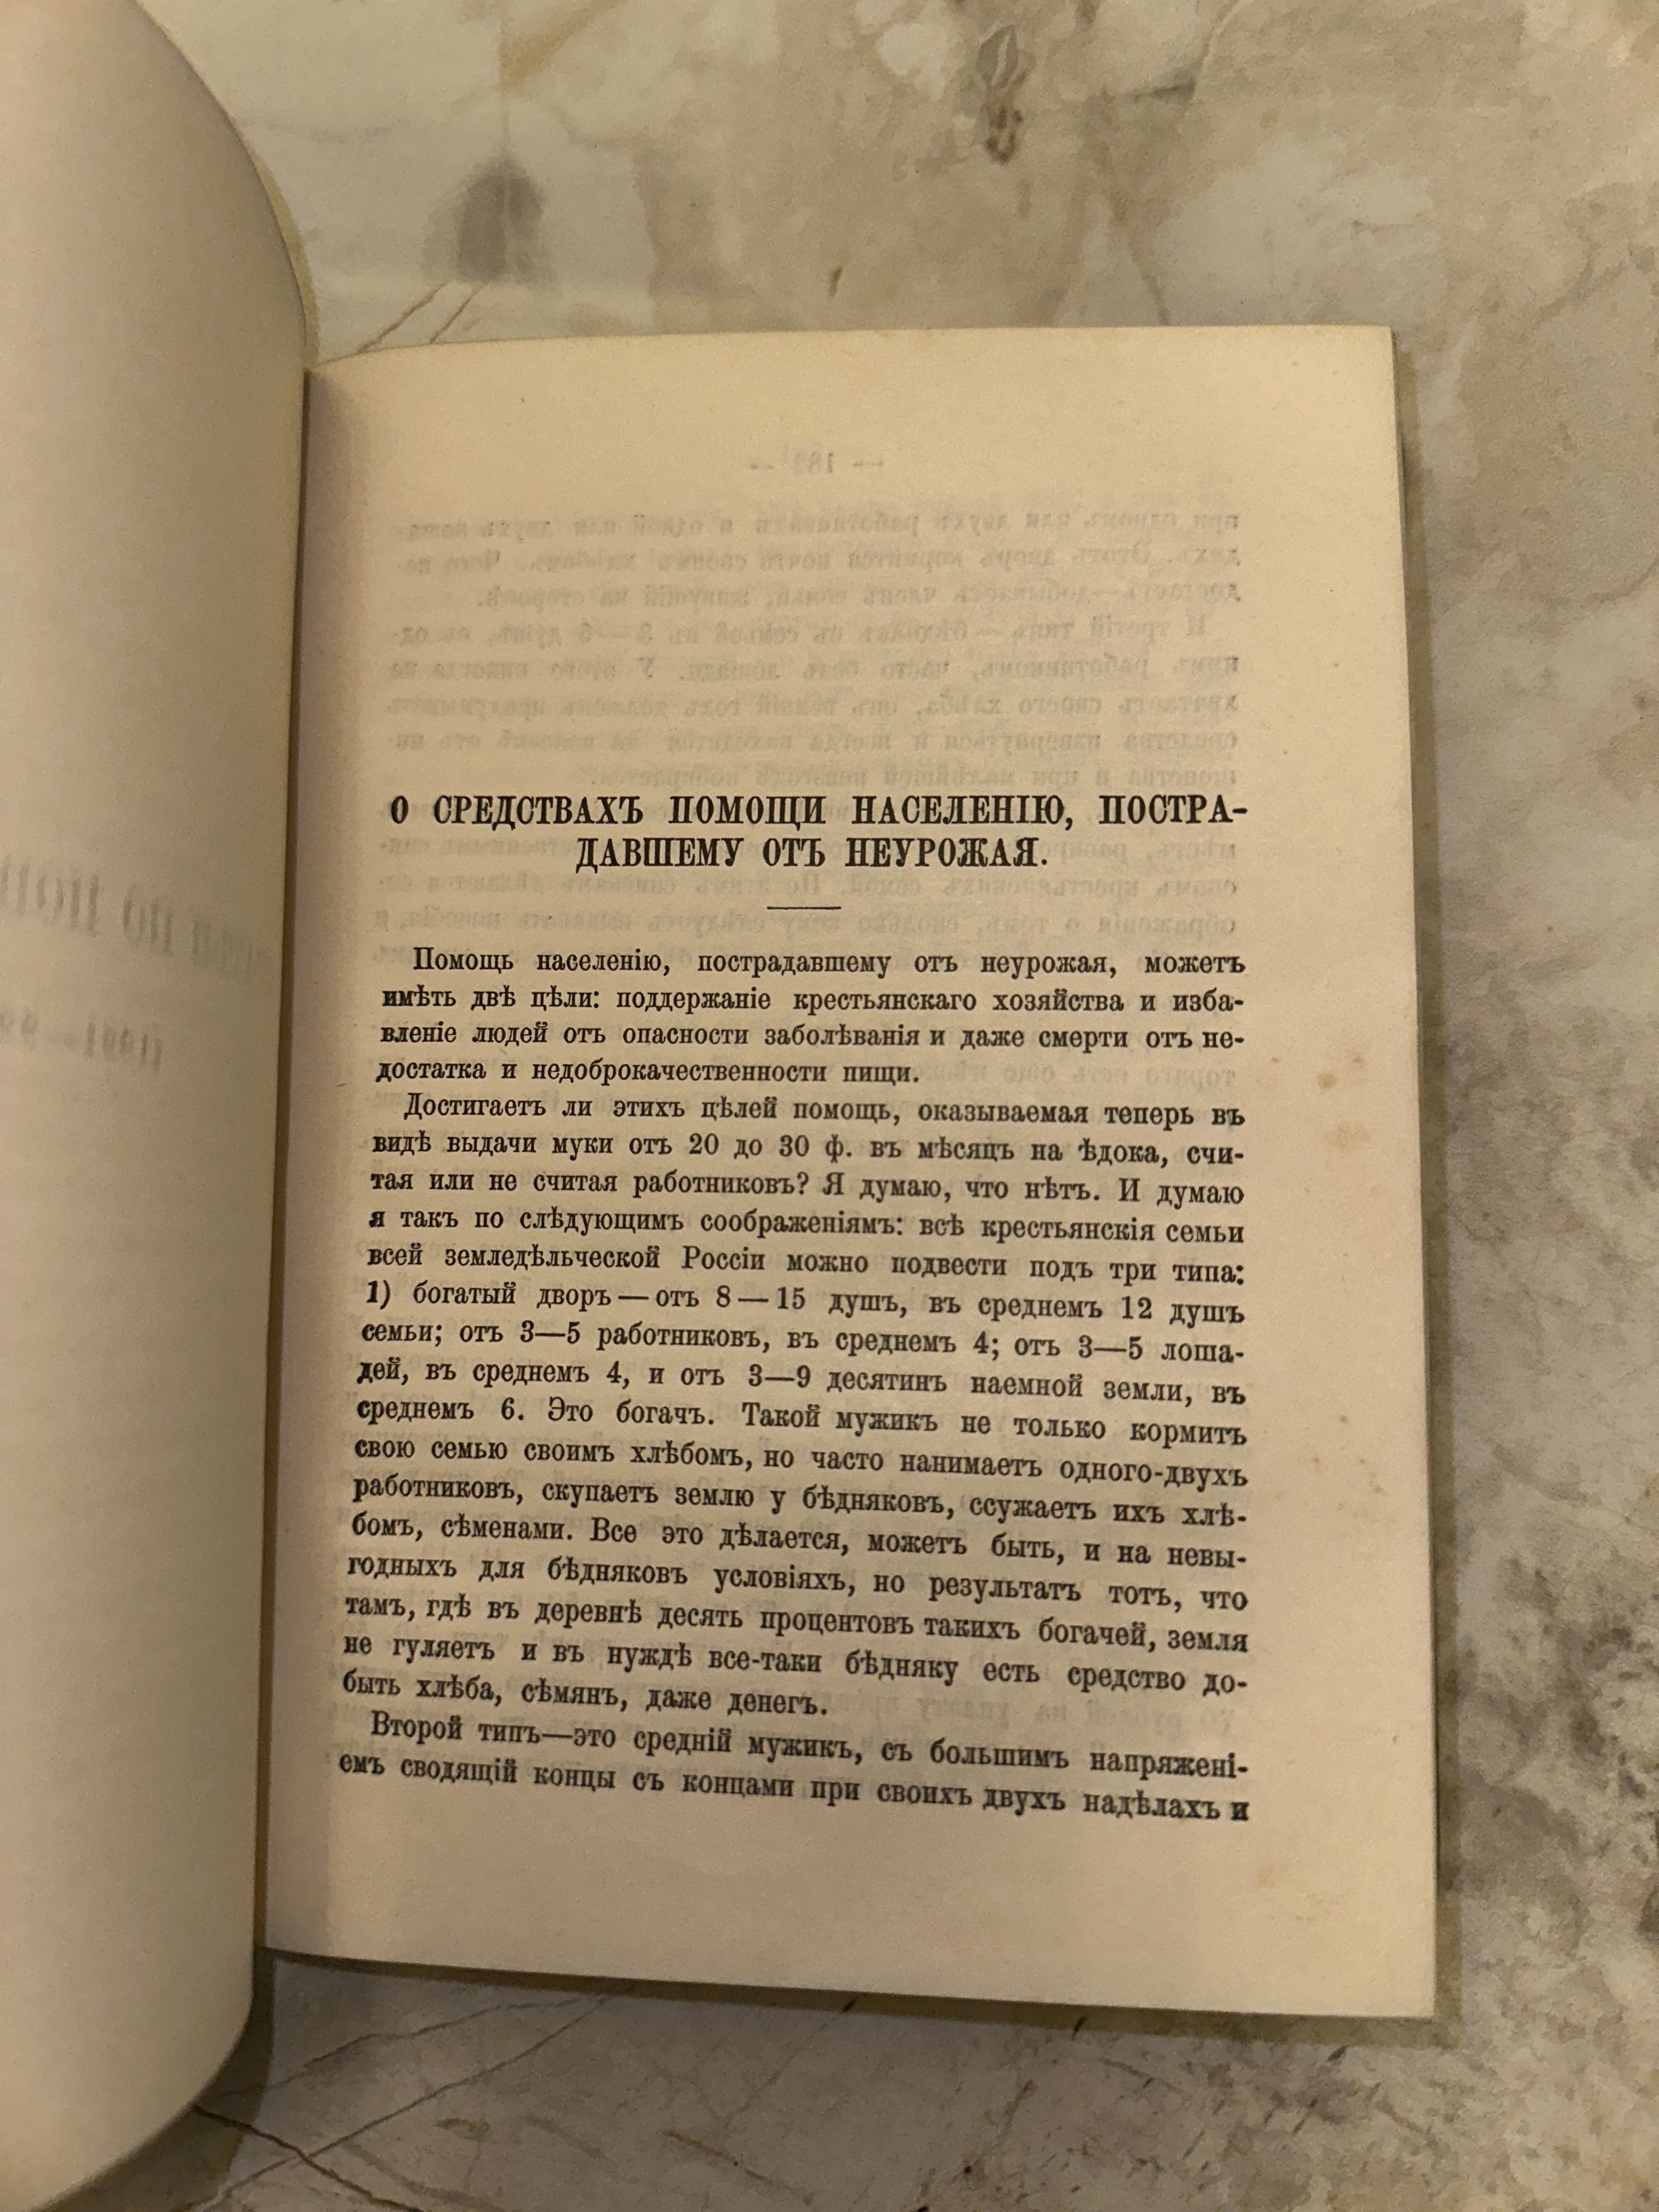 О СРЕДСТВАХЪ ПОМОЩИ НАСЕЛЕНІЮ, ПОСТРА-
ДАВШЕМУ ОТЪ НЕУРОЖАЯ.
Помощь населенію, пострадавшему отъ неурожая, можетъ
имѣть двѣ цѣли: поддержаніе крестьянскаго хозяйства и изба-
вленіе людей отъ опасности заболѣванія и даже смерти отъ не-
достатка и недоброкачественности пищи.
Достигаетъ ли этихъ цѣлей помощь, оказываемая теперь въ
видѣ выдачи муки отъ 20 до 30 ф. въ мѣсяцъ на ѣдока, счи-
тая или не считая работниковъ? Я думаю, что нѣтъ. И думаю
я такъ по слѣдующимъ соображеніямъ: всѣ крестьянскія семьи
всей земледѣльческой Россіи можно подвести подъ три типа:
1) богатый дворъ — отъ 8 — 15 душъ, въ среднемъ 12 душъ
семьи; отъ 3—5 работниковъ, въ среднемъ 4; отъ 3—5 лоша-
дей, въ среднемъ 4, и отъ 3—9 десятинъ наемной земли, въ
среднемъ 6. Это богачъ. Такой мужикъ не только кормитъ
свою семью своимъ хлѣбомъ, но часто нанимаетъ одного-двухъ
работниковъ, скупаетъ землю у бѣдняковъ, ссужаетъ ихъ хлѣ-
бомъ, сѣменами. Все это дѣлается, можетъ быть, и на невы-
годныхъ для бѣдняковъ условіяхъ, но результатъ тотъ, что
тамъ, гдѣ въ деревнѣ десять процентовъ такихъ богачей, земля
не гуляетъ и въ нуждѣ все-таки бѣдняку есть средство до-
быть хлѣба, сѣмянъ, даже денегъ.
Второй типъ—это средній мужикъ, съ большимъ напряжені-
емъ сводящій концы съ концами при своихъ двухъ надѣлахъ и